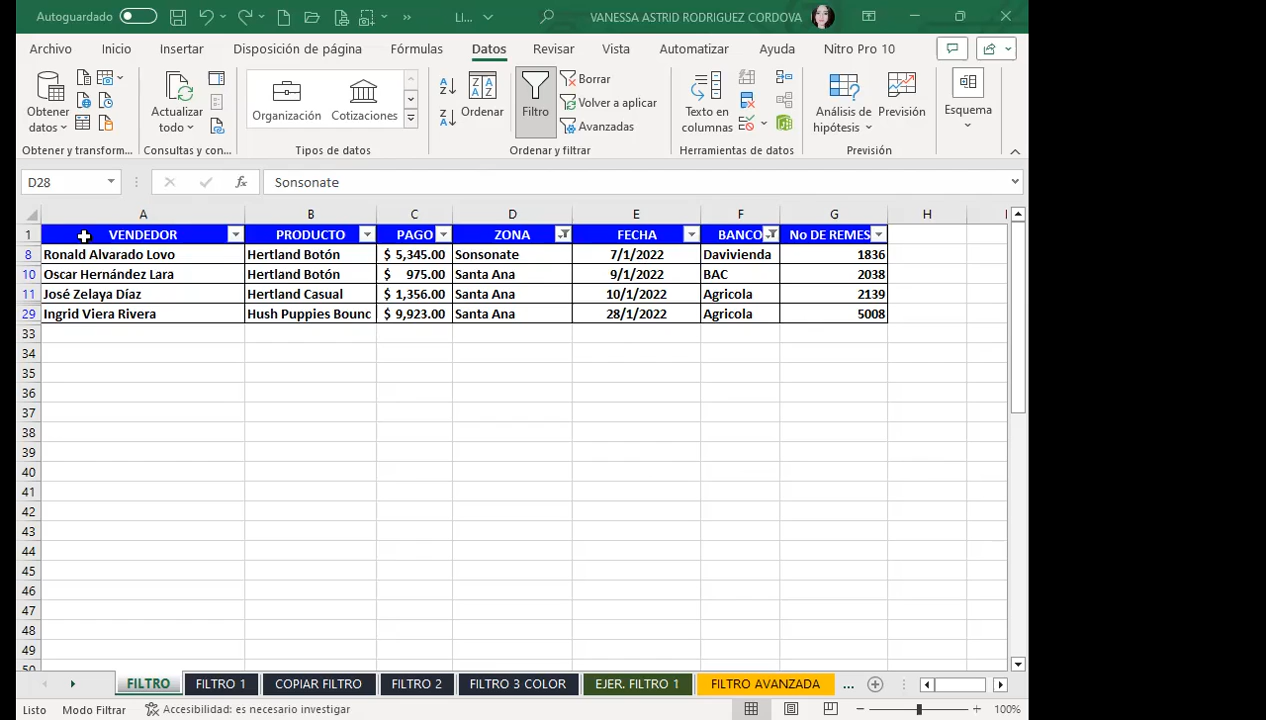 Autoguardado LI... VANESSA ASTRID RODRIGUEZ CORDOVA
Archivo Inicio Insertar Disposición de página Fórmulas Datos Revisar Vista Automatizar Ayuda Nitro Pro 10
Obtener datos
Actualizar todo
Organización Cotizaciones
Ordenar Filtro
Borrar
Volver a aplicar
Avanzadas
Texto en columnas
Análisis de hipótesis
Previsión
Esquema
Obtener y transform... Consultas y con... Tipos de datos Ordenar y filtrar Herramientas de datos Previsión
D28 fx Sonsonate
A B C D E F G H I
1 VENDEDOR PRODUCTO PAGO ZONA FECHA BANCO No DE REMES
8 Ronald Alvarado Lovo Hertland Botón $ 5,345.00 Sonsonate 7/1/2022 Davivienda 1836
10 Oscar Hernández Lara Hertland Botón $ 975.00 Santa Ana 9/1/2022 BAC 2038
11 José Zelaya Díaz Hertland Casual $ 1,356.00 Santa Ana 10/1/2022 Agricola 2139
29 Ingrid Viera Rivera Hush Puppies Bounc $ 9,923.00 Santa Ana 28/1/2022 Agricola 5008
33
34
35
36
37
38
39
40
41
42
43
44
45
46
47
48
49
50
FILTRO FILTRO 1 COPIAR FILTRO FILTRO 2 FILTRO 3 COLOR EJER. FILTRO 1 FILTRO AVANZADA ...
Listo Modo Filtrar Accesibilidad: es necesario investigar 100%